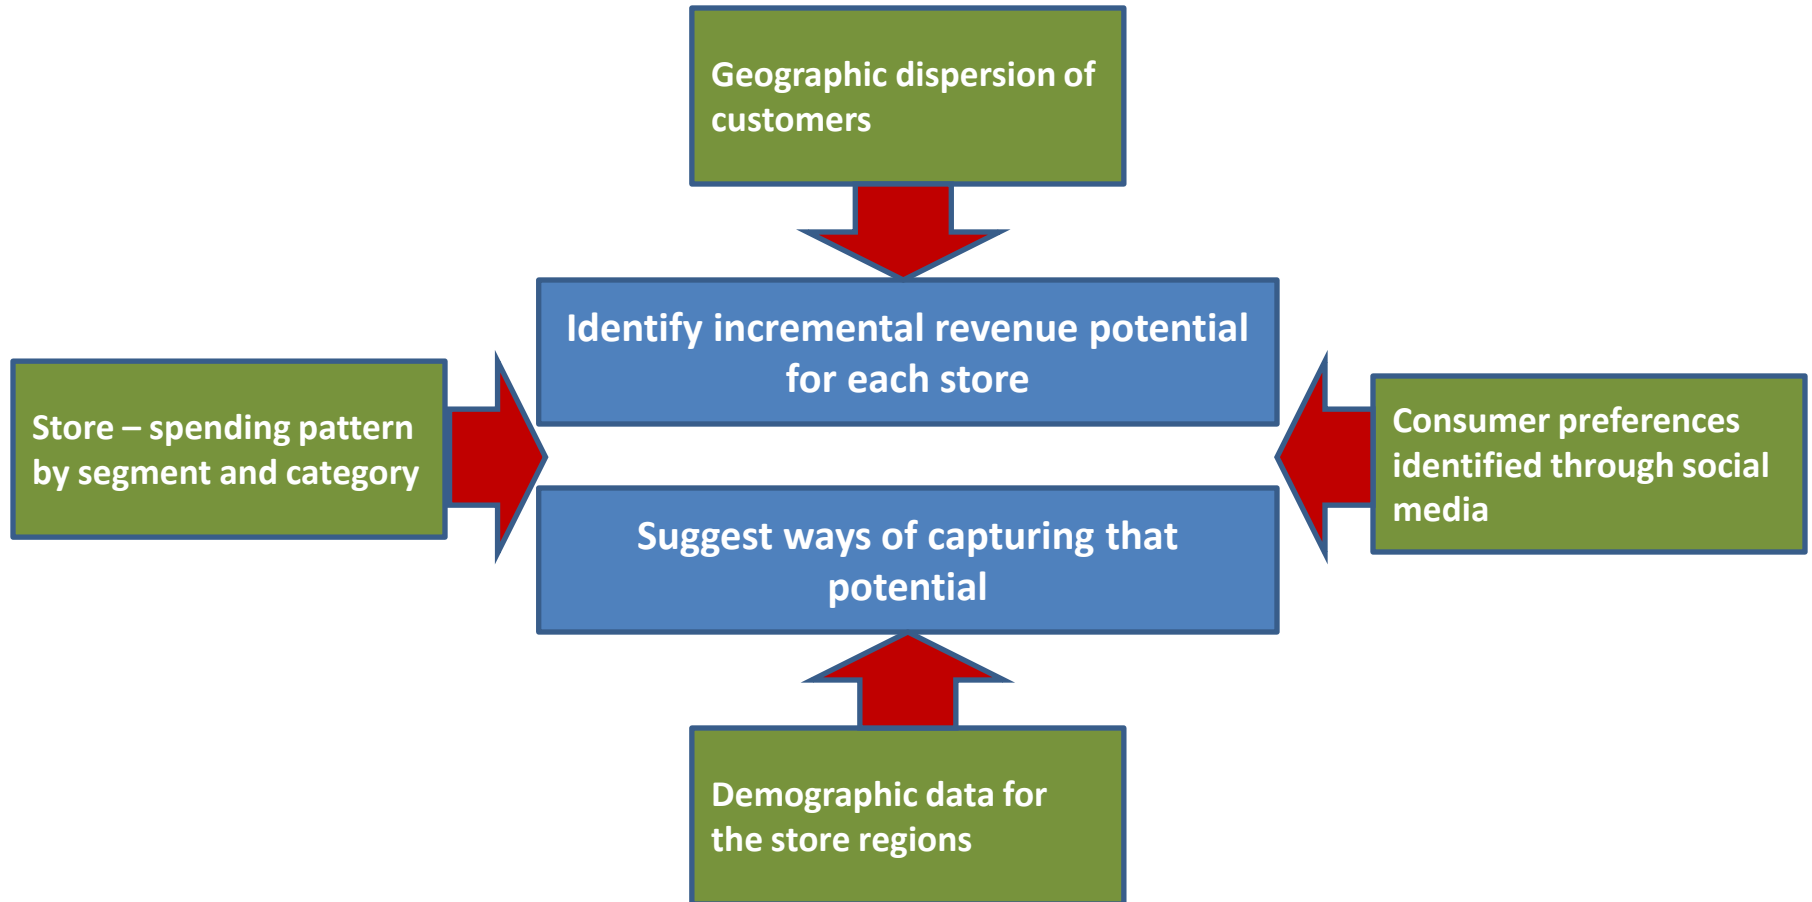 Geographic dispersion of
customers
Identify incremental revenue potential
for each store
Store – spending pattern
by segment and category
Consumer preferences
identified through social
media
Suggest ways of capturing that
potential
Demographic data for
the store regions